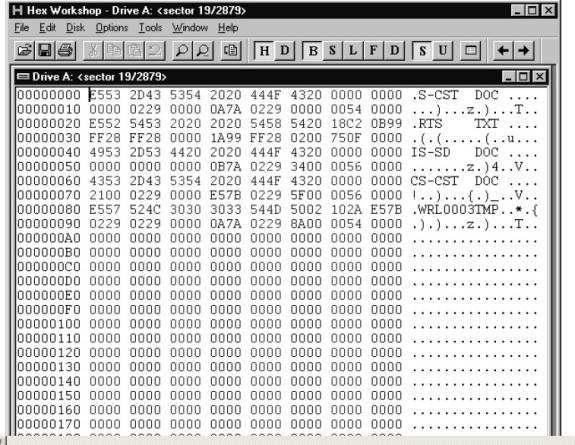 Hex Workshop - Drive A: <sector 19/2879>
File Edit Disk Options Tools Window Help
H D B S L F D S U
Drive A: <sector 19/2879>
00000000 E553 2D43 5354 2020 444F 4320 0000 0000 .S-CST DOC ....
00000010 0000 0229 0000 0A7A 0229 0000 0054 0000 ...)...z.)...T..
00000020 E552 5453 2020 2020 5458 5420 18C2 0B99 .RTS TXT ....
00000030 FF28 FF28 0000 1A99 FF28 0200 750F 0000 .(.(.....(..u...
00000040 4953 2D53 4420 2020 444F 4320 0000 0000 IS-SD DOC ....
00000050 0000 0000 0000 0B7A 0229 3400 0056 0000 .......z.)4..V..
00000060 4353 2D43 5354 2020 444F 4320 0000 0000 CS-CST DOC ....
00000070 2100 0229 0000 E57B 0229 5F00 0056 0000 !..)...{.)_..V..
00000080 E557 524C 3030 3033 544D 5002 102A E57B .WRL0003TMP..*.{
00000090 0229 0229 0000 0A7A 0229 8A00 0054 0000 .).)...z.)...T..
000000A0 0000 0000 0000 0000 0000 0000 0000 0000 ................
000000B0 0000 0000 0000 0000 0000 0000 0000 0000 ................
000000C0 0000 0000 0000 0000 0000 0000 0000 0000 ................
000000D0 0000 0000 0000 0000 0000 0000 0000 0000 ................
000000E0 0000 0000 0000 0000 0000 0000 0000 0000 ................
000000F0 0000 0000 0000 0000 0000 0000 0000 0000 ................
00000100 0000 0000 0000 0000 0000 0000 0000 0000 ................
00000110 0000 0000 0000 0000 0000 0000 0000 0000 ................
00000120 0000 0000 0000 0000 0000 0000 0000 0000 ................
00000130 0000 0000 0000 0000 0000 0000 0000 0000 ................
00000140 0000 0000 0000 0000 0000 0000 0000 0000 ................
00000150 0000 0000 0000 0000 0000 0000 0000 0000 ................
00000160 0000 0000 0000 0000 0000 0000 0000 0000 ................
00000170 0000 0000 0000 0000 0000 0000 0000 0000 ................